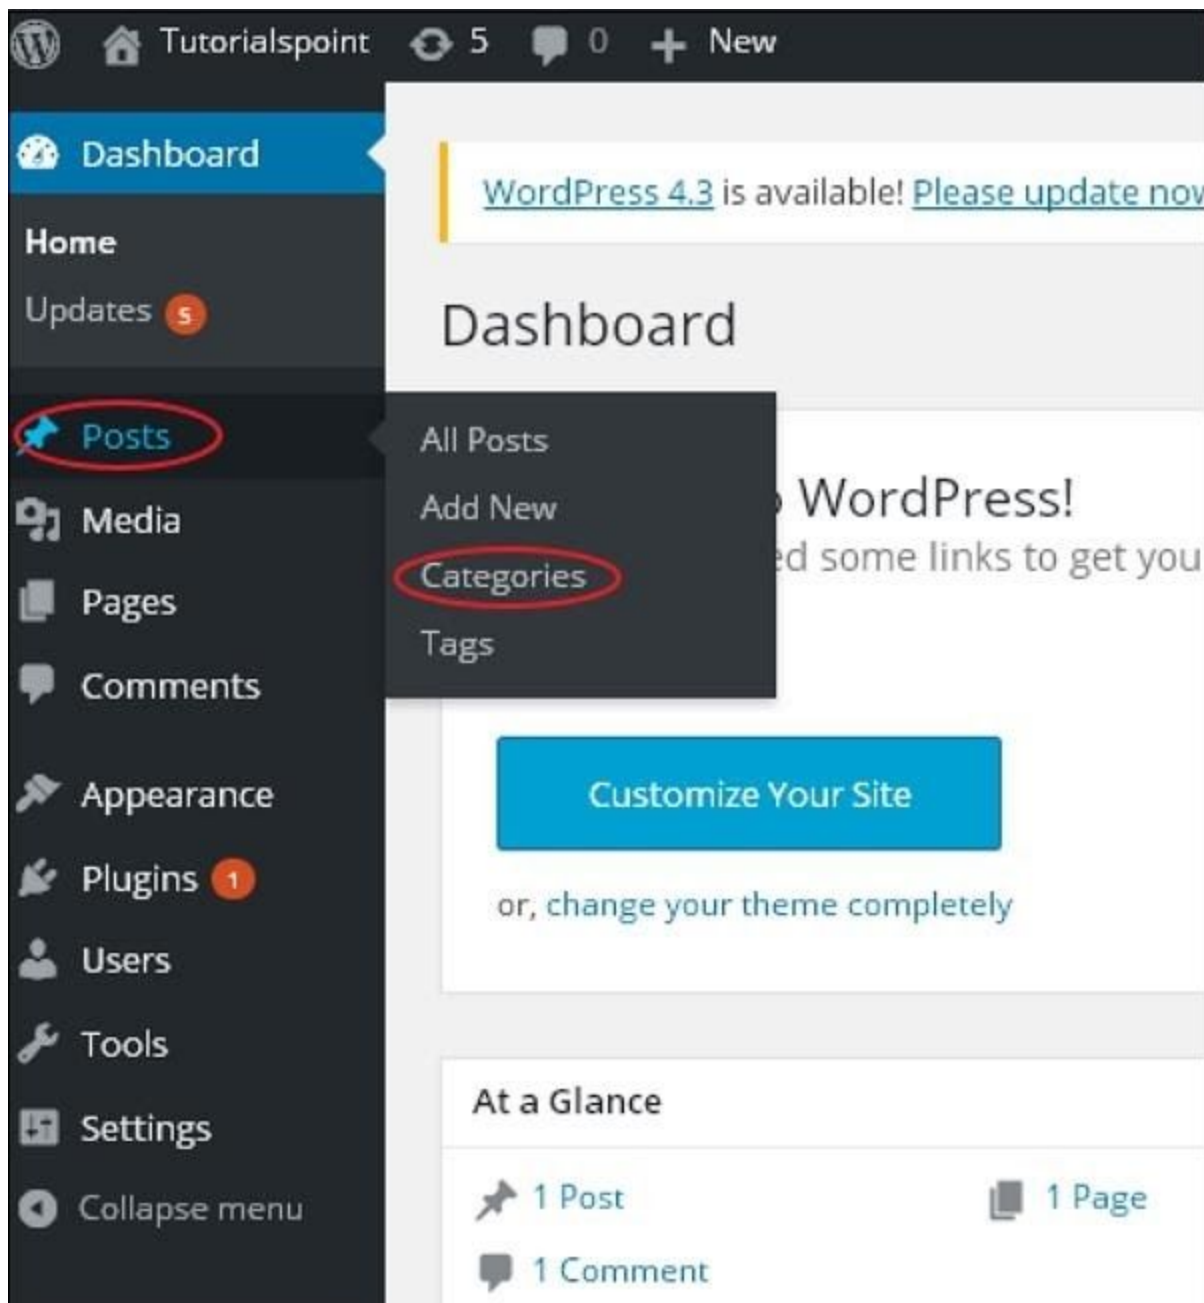 Tutorialspoint 5 0 New
Dashboard
Home
Updates 5
Posts
Media
Pages
Comments
Appearance
Plugins 1
Users
Tools
Settings
Collapse menu
All Posts
Add New
Categories
Tags
WordPress 4.3 is available! Please update now
Dashboard
WordPress!
some links to get you
Customize Your Site
or, change your theme completely
At a Glance
1 Post
1 Page
1 Comment